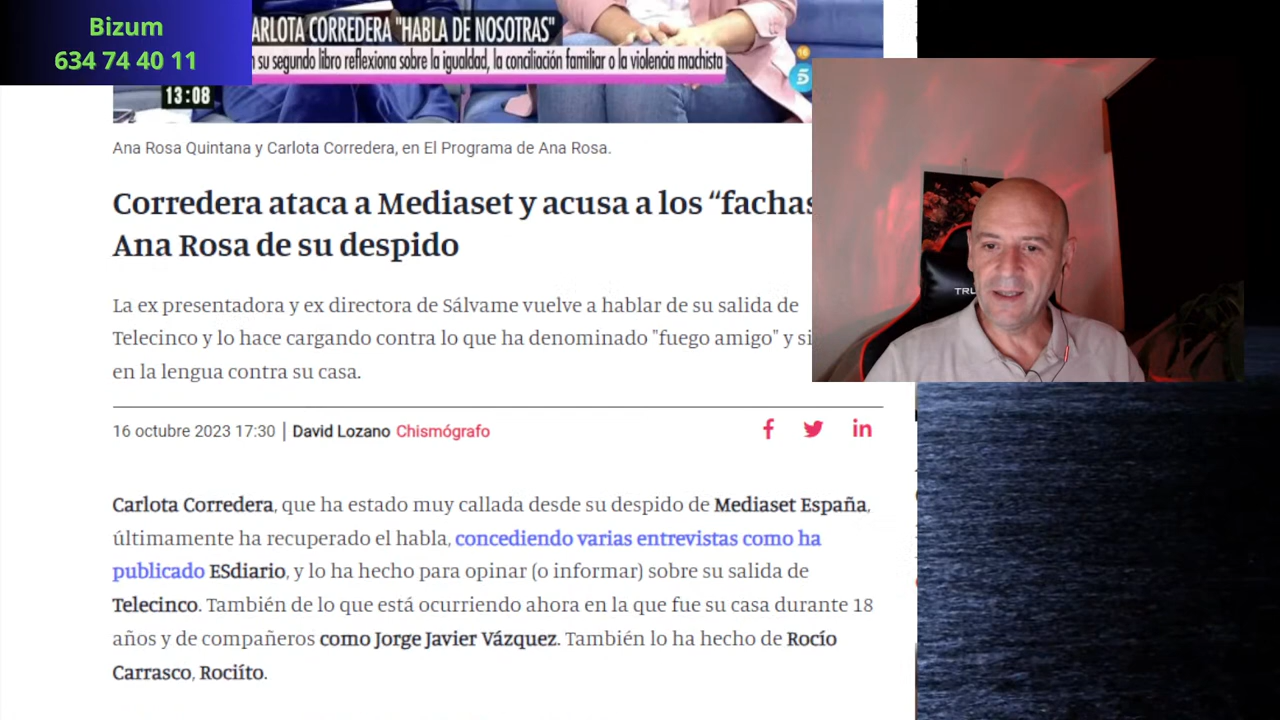 Bizum
634 74 40 11
ARLOTA CORREDERA "HABLA DE NOSOTRAS"
n su segundo libro reflexiona sobre la igualdad, la conciliación familiar o la violencia machista
16
5
13:08
Ana Rosa Quintana y Carlota Corredera, en El Programa de Ana Rosa.
Corredera ataca a Mediaset y acusa a los “fachas
Ana Rosa de su despido
La ex presentadora y ex directora de Sálvame vuelve a hablar de su salida de
Telecinco y lo hace cargando contra lo que ha denominado "fuego amigo" y si
en la lengua contra su casa.
16 octubre 2023 17:30 | David Lozano Chismógrafo
f in
Carlota Corredera, que ha estado muy callada desde su despido de Mediaset España,
últimamente ha recuperado el habla, concediendo varias entrevistas como ha
publicado ESdiario, y lo ha hecho para opinar (o informar) sobre su salida de
Telecinco. También de lo que está ocurriendo ahora en la que fue su casa durante 18
años y de compañeros como Jorge Javier Vázquez. También lo ha hecho de Rocío
Carrasco, Rociíto.
TRU